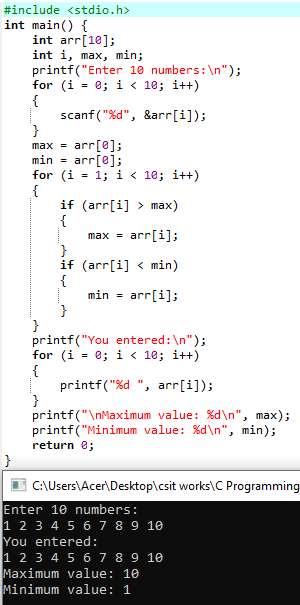 #include <stdio.h>
int main() {
    int arr[10];
    int i, max, min;
    printf("Enter 10 numbers:\n");
    for (i = 0; i < 10; i++)
    {
        scanf("%d", &arr[i]);
    }
    max = arr[0];
    min = arr[0];
    for (i = 1; i < 10; i++)
    {
        if (arr[i] > max)
        {
            max = arr[i];
        }
        if (arr[i] < min)
        {
            min = arr[i];
        }
    }
    printf("You entered:\n");
    for (i = 0; i < 10; i++)
    {
        printf("%d ", arr[i]);
    }
    printf("\nMaximum value: %d\n", max);
    printf("Minimum value: %d\n", min);
    return 0;
}
C:\Users\Acer\Desktop\csit works\C Programming
Enter 10 numbers:
1 2 3 4 5 6 7 8 9 10
You entered:
1 2 3 4 5 6 7 8 9 10
Maximum value: 10
Minimum value: 1